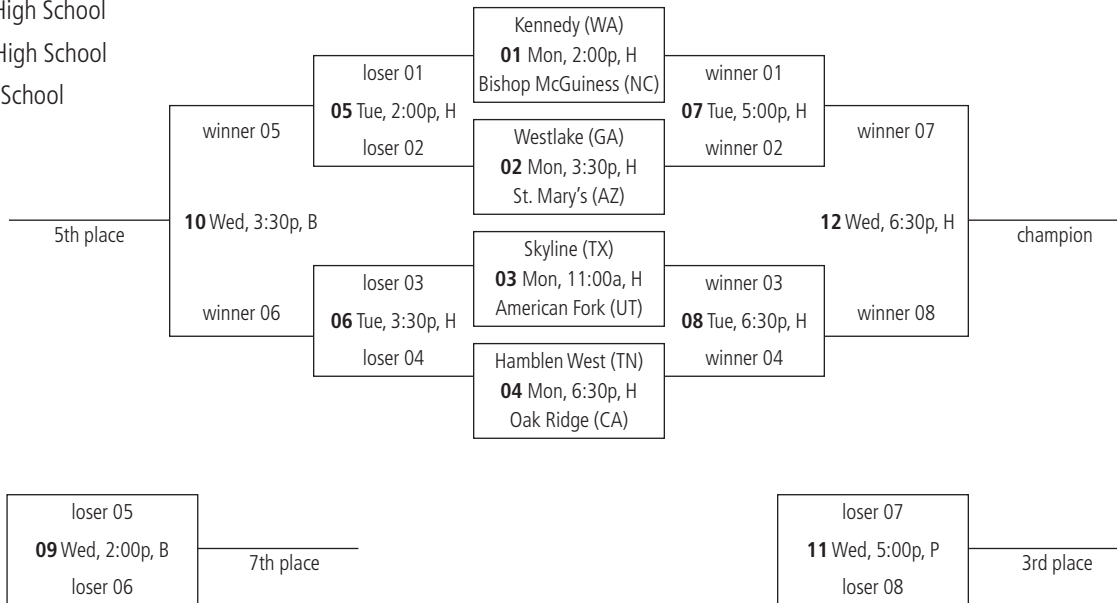 High School
High School
School
Kennedy (WA)
01 Mon, 2:00p, H
Bishop McGuiness (NC)
loser 01
05 Tue, 2:00p, H
loser 02
winner 01
07 Tue, 5:00p, H
winner 02
Westlake (GA)
02 Mon, 3:30p, H
St. Mary's (AZ)
winner 05
10 Wed, 3:30p, B
winner 06
5th place
winner 07
12 Wed, 6:30p, H
winner 08
champion
Skyline (TX)
03 Mon, 11:00a, H
American Fork (UT)
loser 03
06 Tue, 3:30p, H
loser 04
winner 03
08 Tue, 6:30p, H
winner 04
Hamblen West (TN)
04 Mon, 6:30p, H
Oak Ridge (CA)
loser 05
09 Wed, 2:00p, B
loser 06
7th place
loser 07
11 Wed, 5:00p, P
loser 08
3rd place